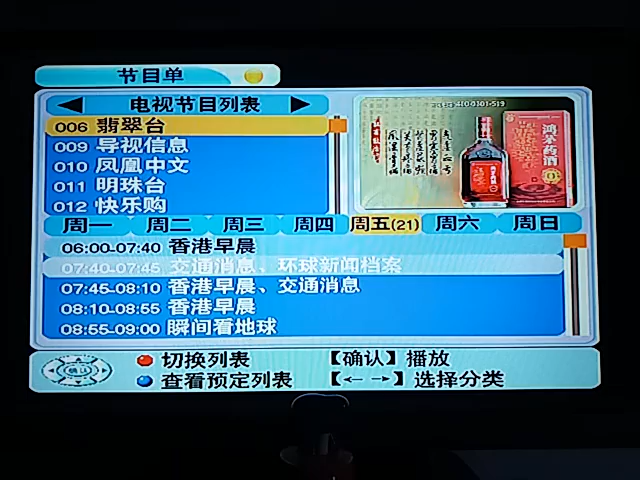 节目单
电视节目列表
006 翡翠台
009 导视信息
010 凤凰中文
011 明珠台
012 快乐购
鸿茅药酒
周一 周二 周三 周四 周五(21) 周六 周日
06:00-07:40 香港早晨
07:40-07:45 交通消息、环球新闻档案
07:45-08:10 香港早晨、交通消息
08:10-08:55 香港早晨
08:55-09:00 瞬间看地球
确认
切换列表 【确认】播放
查看预定列表 【←→】选择分类